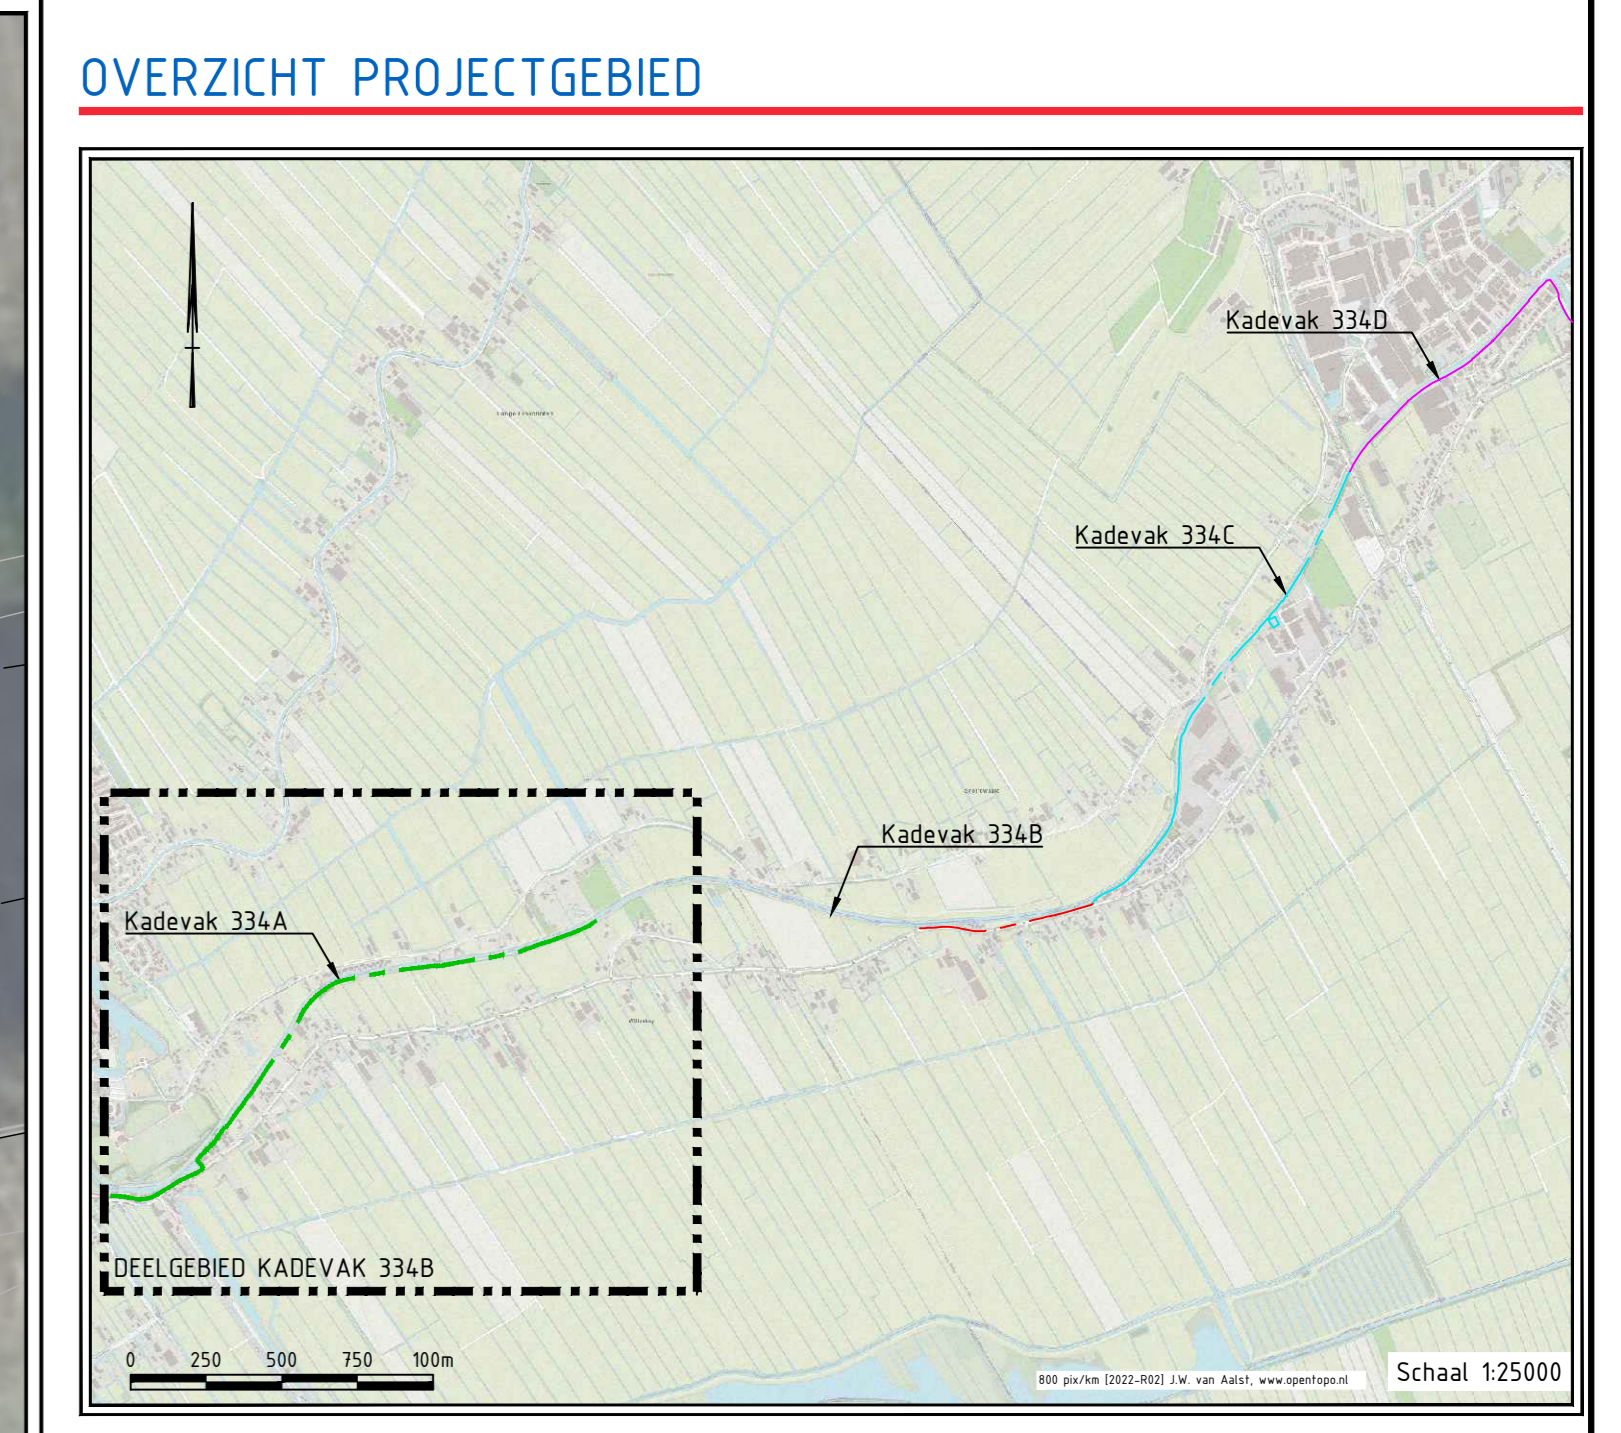 OVERZICHT PROJECTGEBIED
Kadevak 334D
Kadevak 334C
Kadevak 334B
Kadevak 334A
DEELGEBIED KADEVAK 334B
0 250 500 750 100m
800 pix/km [2022-R02] J.W. van Aalst, www.opentopo.nl
Schaal 1:25000